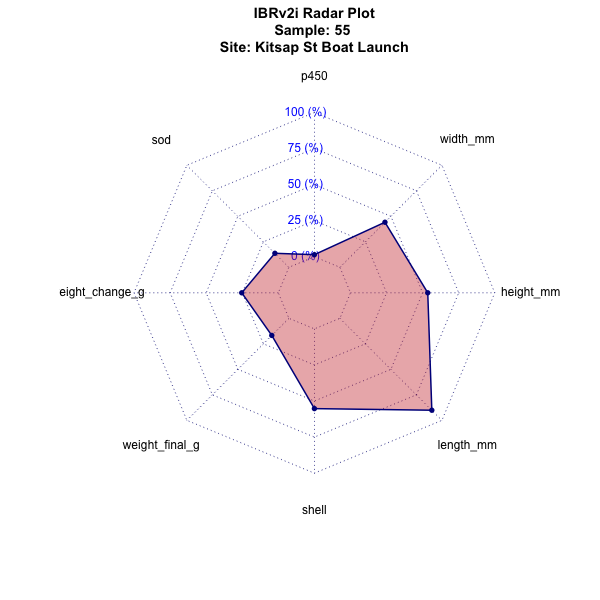 IBRv2i Radar Plot
Sample: 55
Site: Kitsap St Boat Launch
p450
100 (%)
sod
width_mm
75 (%)
50 (%)
25 (%)
0 (%)
eight_change_g
height_mm
weight_final_g
length_mm
shell